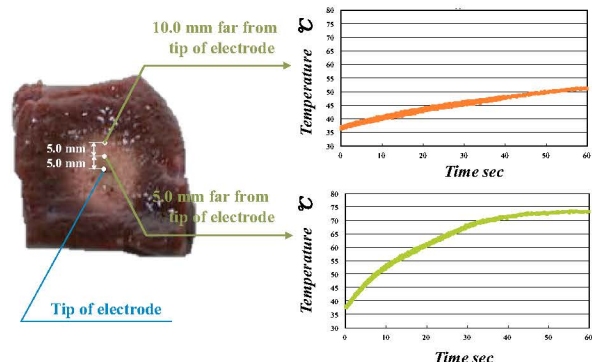 10.0 mm far from
tip of electrode
5.0 mm
5.0 mm
5.0 mm far from
tip of electrode
Tip of electrode
Temperature ℃
80
75
70
65
60
55
50
45
40
35
30
0 10 20 30 40 50 60
Time sec
Temperature ℃
80
75
70
65
60
55
50
45
40
35
30
0 10 20 30 40 50 60
Time sec